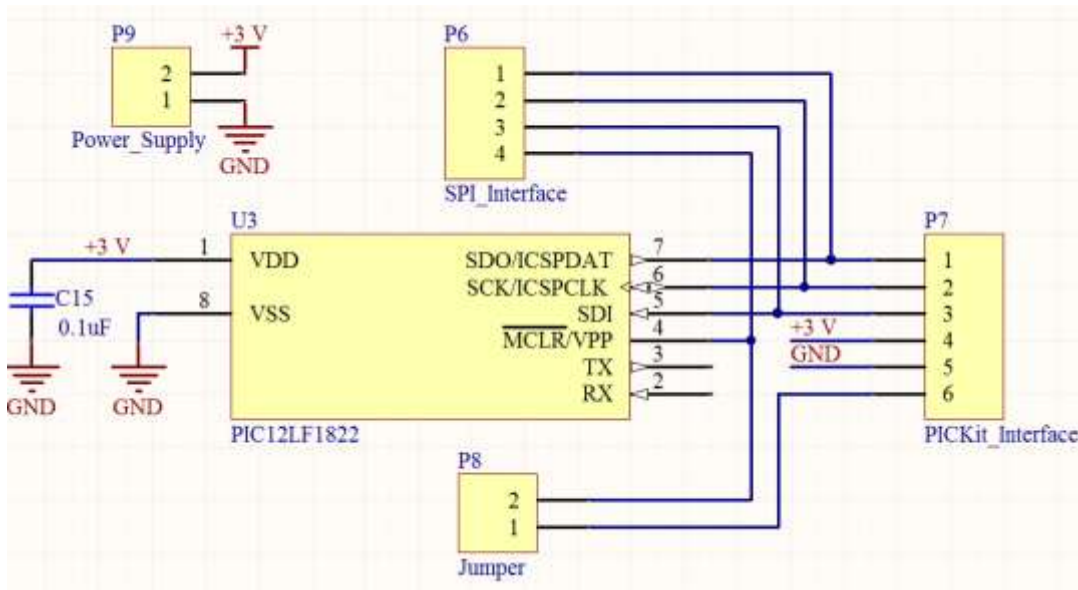 P9
+3 V
2
1
Power_Supply
GND
P6
1
2
3
4
SPI_Interface
U3
+3 V
1
VDD
8
VSS
C15
0.1uF
GND
GND
SDO/ICSPDAT
7
SCK/ICSPCLK
6
SDI
5
MCLR/VPP
4
TX
3
RX
2
PIC12LF1822
P7
1
2
3
+3 V
4
GND
5
6
PICKit_Interface
P8
2
1
Jumper